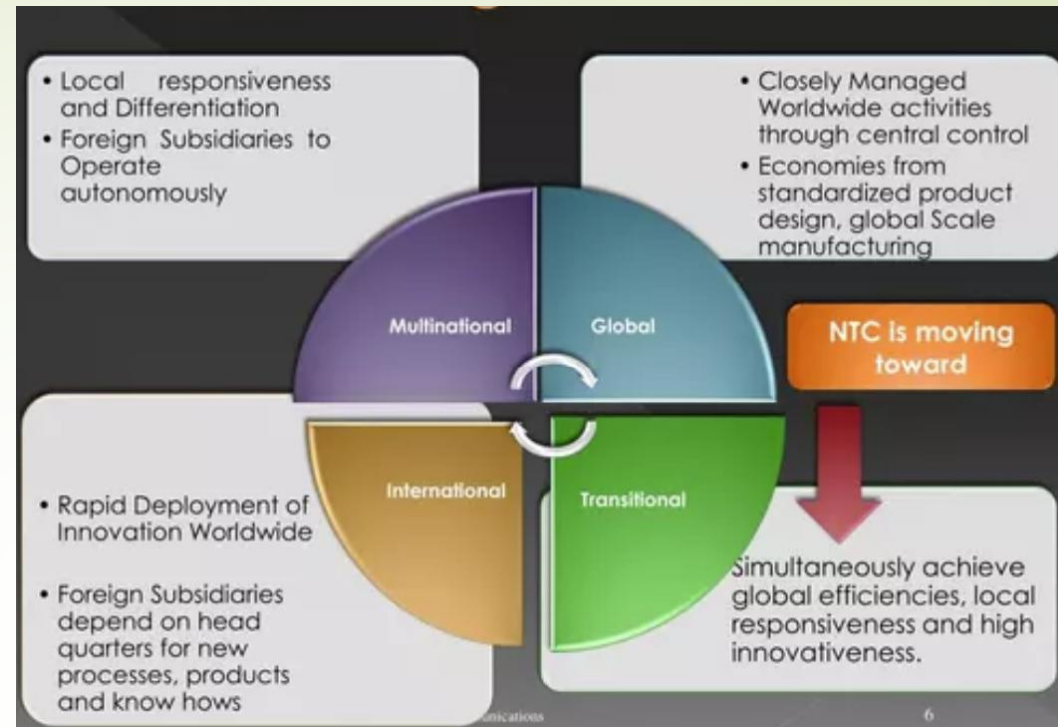 • Local responsiveness
and Differentiation
• Foreign Subsidiaries to
Operate
autonomously
• Closely Managed
Worldwide activities
through central control
• Economies from
standardized product
design, global Scale
manufacturing
Multinational
Global
NTC is moving
toward
International
Transitional
• Rapid Deployment of
Innovation Worldwide
• Foreign Subsidiaries
depend on head
quarters for new
processes, products
and know hows
Simultaneously achieve
global efficiencies, local
responsiveness and high
innovativeness.
6